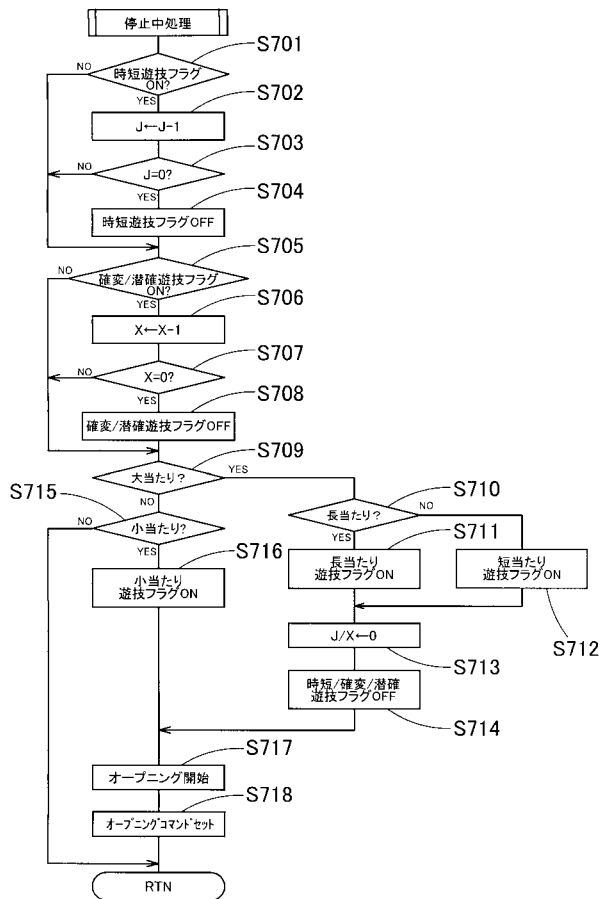 停止中処理
S701
時短遊技フラグ
ON?
NO
YES
S702
J←J-1
S703
J=0?
NO
YES
S704
時短遊技フラグOFF
S705
確変/潜確遊技フラグ
ON?
NO
YES
S706
X←X-1
S707
X=0?
NO
YES
S708
確変/潜確遊技フラグOFF
S709
大当たり?
YES
NO
S710
長当たり?
NO
YES
S711
長当たり
遊技フラグON
短当たり
遊技フラグON
S712
J/X←0
S713
時短/確変/潜確
遊技フラグOFF
S714
S715
小当たり?
NO
YES
S716
小当たり
遊技フラグON
S717
オープニング開始
S718
オープニングコマンドセット
RTN